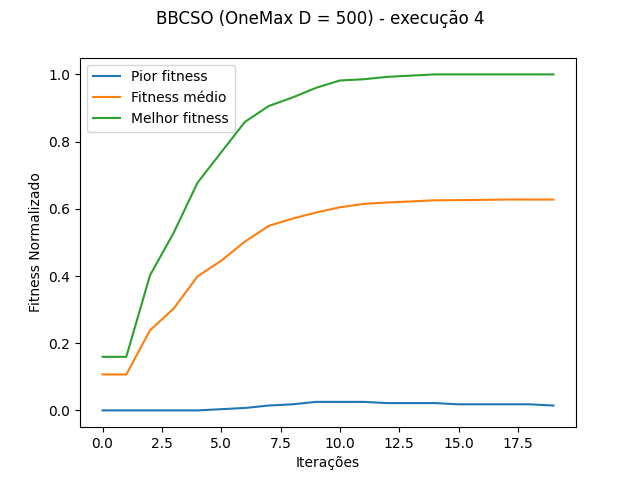 BBCSO (OneMax D = 500) - execução 4
Pior fitness
Fitness médio
Melhor fitness
Fitness Normalizado
1.0
0.8
0.6
0.4
0.2
0.0
0.0 2.5 5.0 7.5 10.0 12.5 15.0 17.5
Iterações